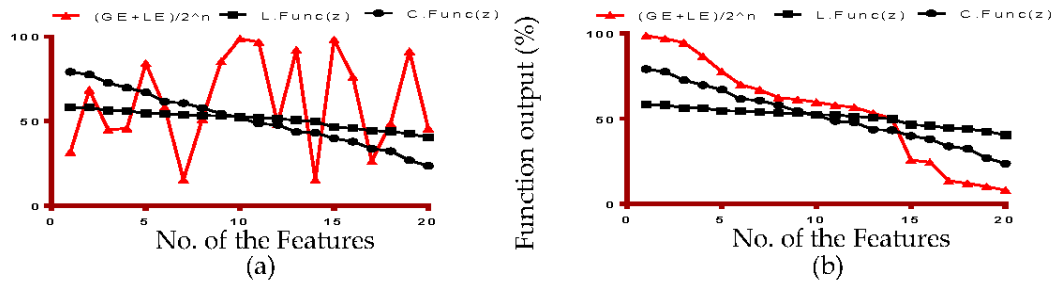 (GE+LE)/2^n L.Func(z) C.Func(z)
100
50
0
0 5 10 15 20
No. of the Features
(a)
Function output (%)
(GE+LE)/2^n L.Func(z) C.Func(z)
100
50
0
0 5 10 15 20
No. of the Features
(b)